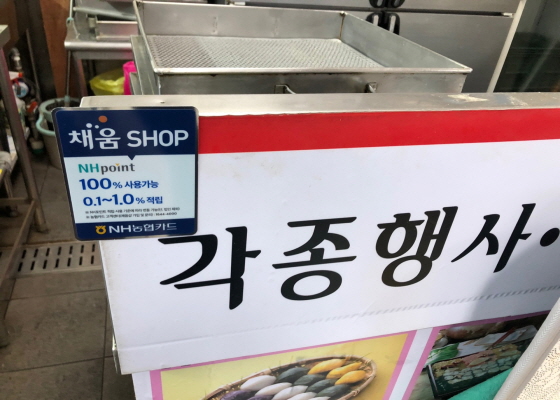 채움 SHOP
NHpoint
100% 사용가능
0.1~1.0% 적립
NH농협카드
각종행사·